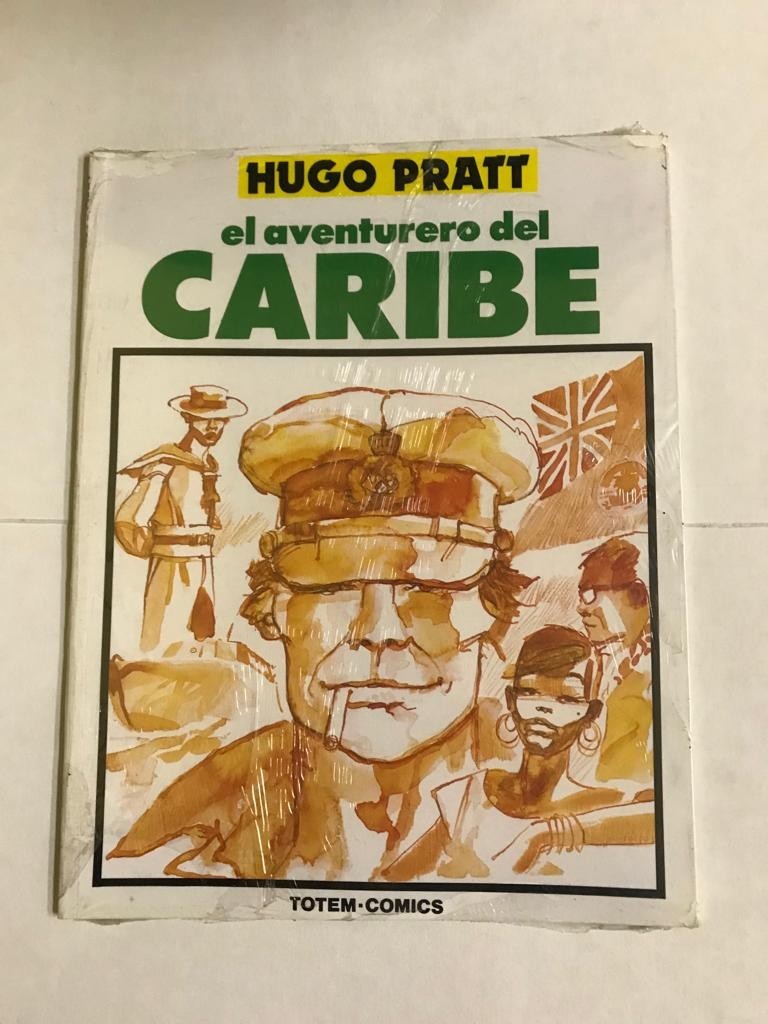 HUGO PRATT
el aventurero del
CARIBE
TOTEM·COMICS